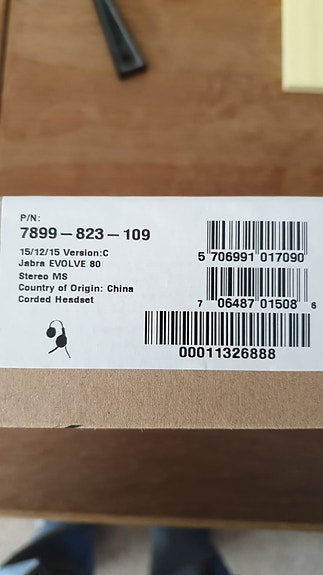 P/N:
7899-823-109
15/12/15 Version:C
Jabra EVOLVE 80
Stereo MS
Country of Origin: China
Corded Headset
5 706991 017090
7 06487 01508 6
00011326888